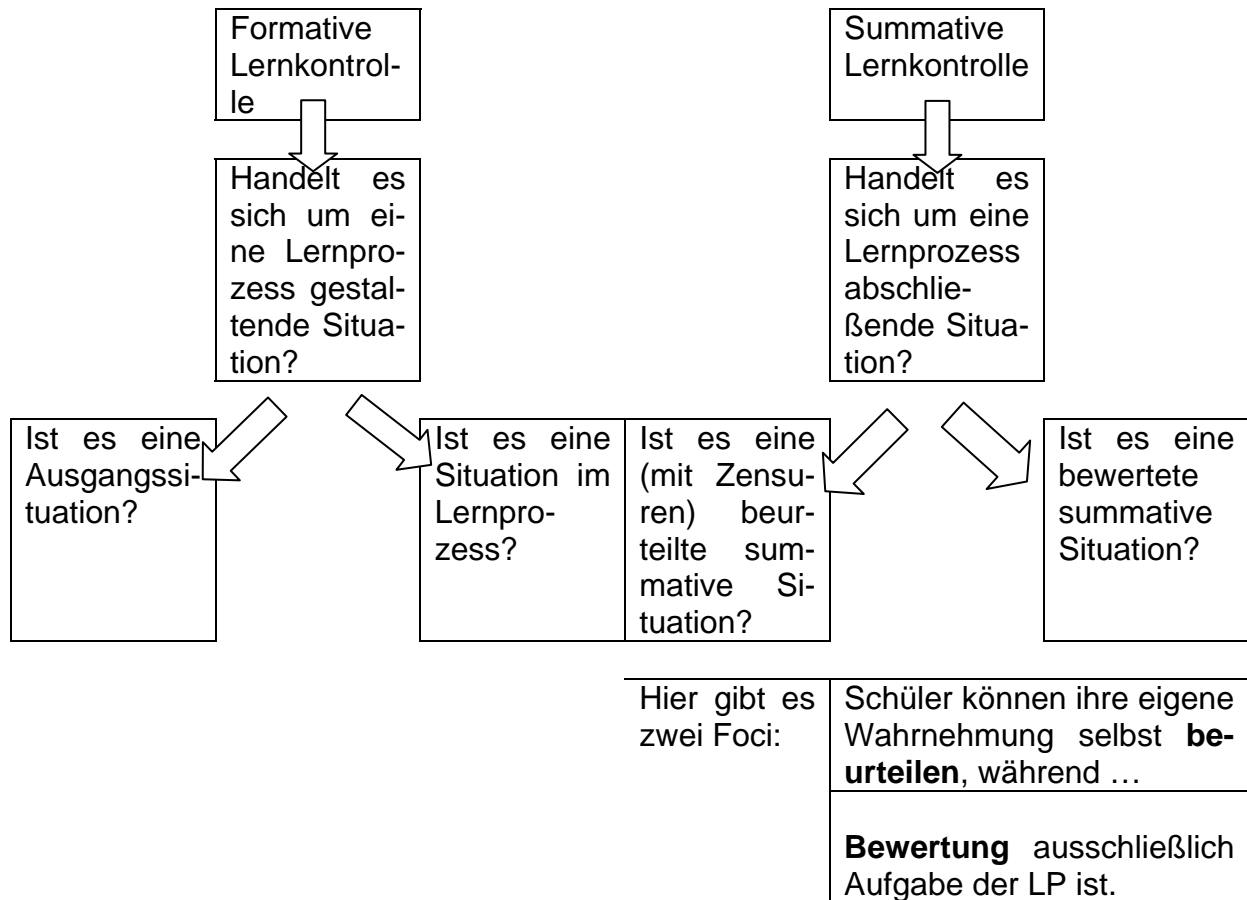 Formative
Lernkontrol-
le
Summative
Lernkontrolle
Handelt es
sich um ei-
ne Lernpro-
zess gestal-
tende Situa-
tion?
Handelt es
sich um eine
Lernprozess
abschlie-
ßende Situa-
tion?
Ist es eine
Ausgangssi-
tuation?
Ist es eine
Situation im
Lernpro-
zess?
Ist es eine
(mit Zensu-
ren) beur-
teilte sum-
mative Si-
tuation?
Ist es eine
bewertete
summative
Situation?
Hier gibt es
zwei Foci:
Schüler können ihre eigene
Wahrnehmung selbst be-
urteilen, während …
Bewertung ausschließlich
Aufgabe der LP ist.